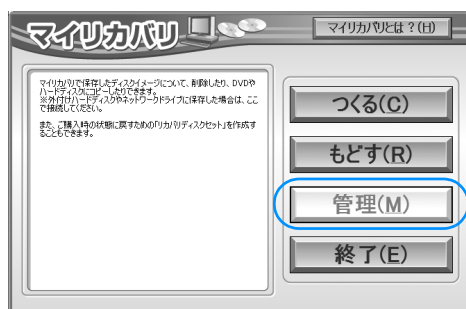 マイリカバリ
マイリカバリとは？(H)
マイリカバリで保存したディスクイメージについて、削除したり、DVDや
ハードディスクにコピーしたりできます。
※外付けハードディスクやネットワークドライブに保存した場合は、ここ
で接続してください。
また、ご購入時の状態に戻すための「リカバリディスクセット」を作成す
ることもできます。
つくる(C)
もどす(R)
管理(M)
終了(E)